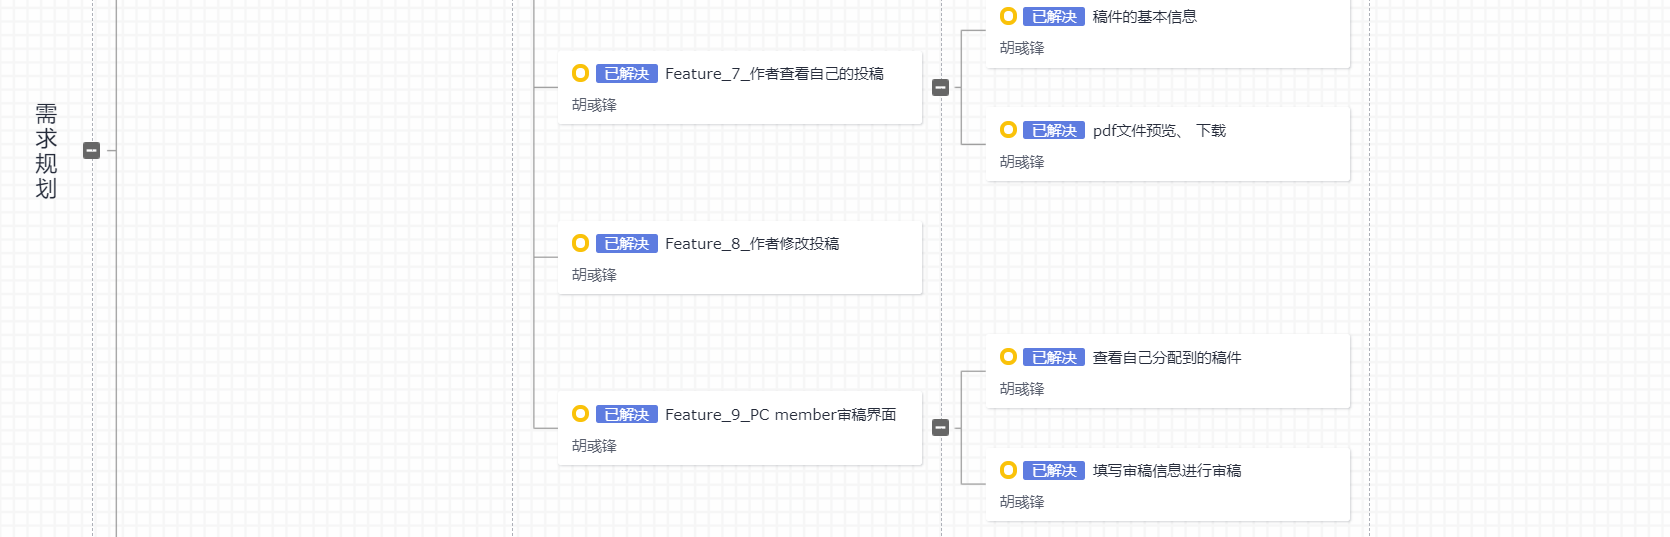 需求规划
已解决 Feature_7_作者查看自己的投稿
胡彧锋
已解决 稿件的基本信息
胡彧锋
已解决 pdf文件预览、 下载
胡彧锋
已解决 Feature_8_作者修改投稿
胡彧锋
已解决 Feature_9_PC member审稿界面
胡彧锋
已解决 查看自己分配到的稿件
胡彧锋
已解决 填写审稿信息进行审稿
胡彧锋